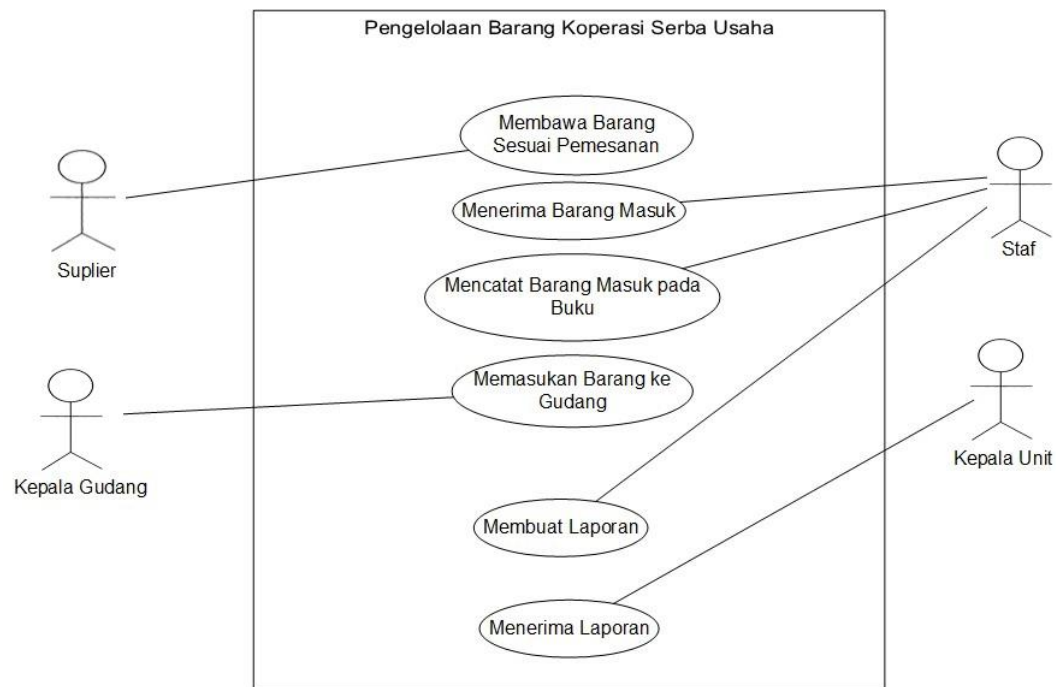 Pengelolaan Barang Koperasi Serba Usaha
Membawa Barang
Sesuai Pemesanan
Menerima Barang Masuk
Staf
Suplier
Mencatat Barang Masuk pada
Buku
Memasukan Barang ke
Gudang
Kepala Gudang
Kepala Unit
Membuat Laporan
Menerima Laporan